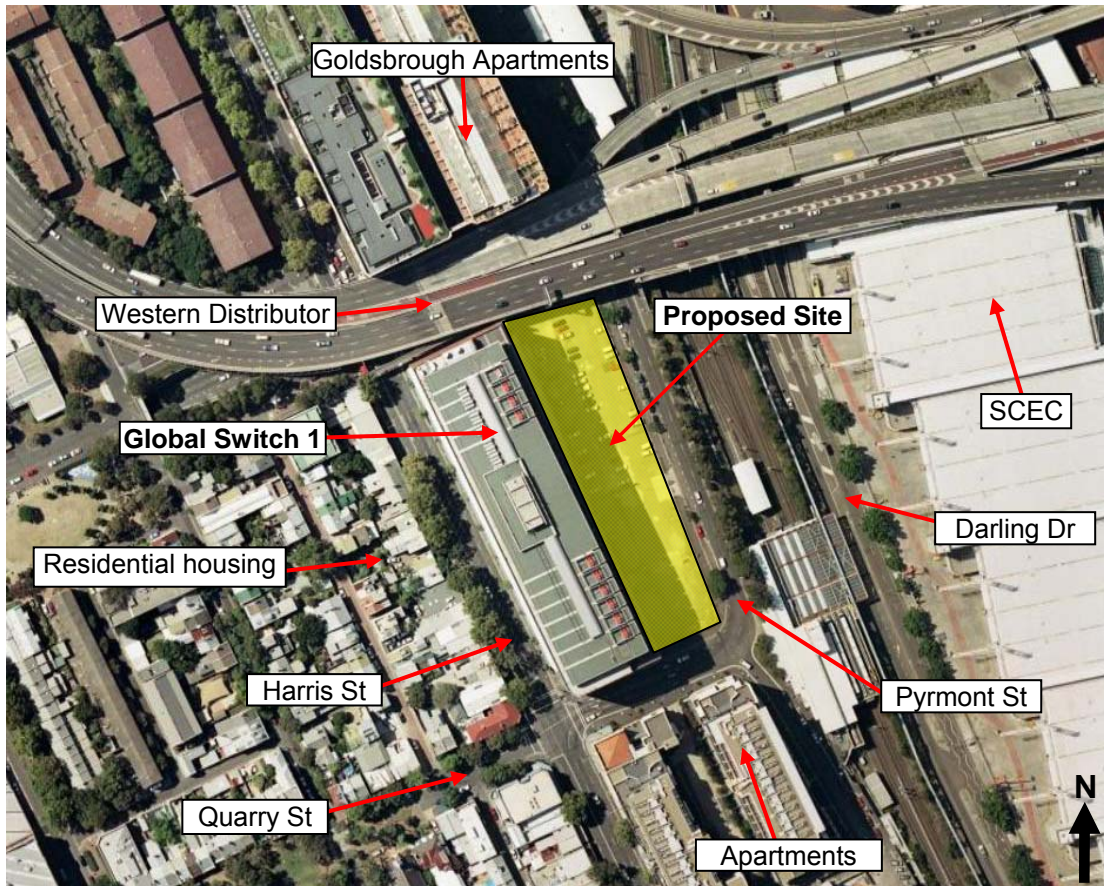 Goldsbrough Apartments
Western Distributor
Proposed Site
SCEC
Global Switch 1
Darling Dr
Residential housing
Harris St
Pyrmont St
Quarry St
Apartments
N